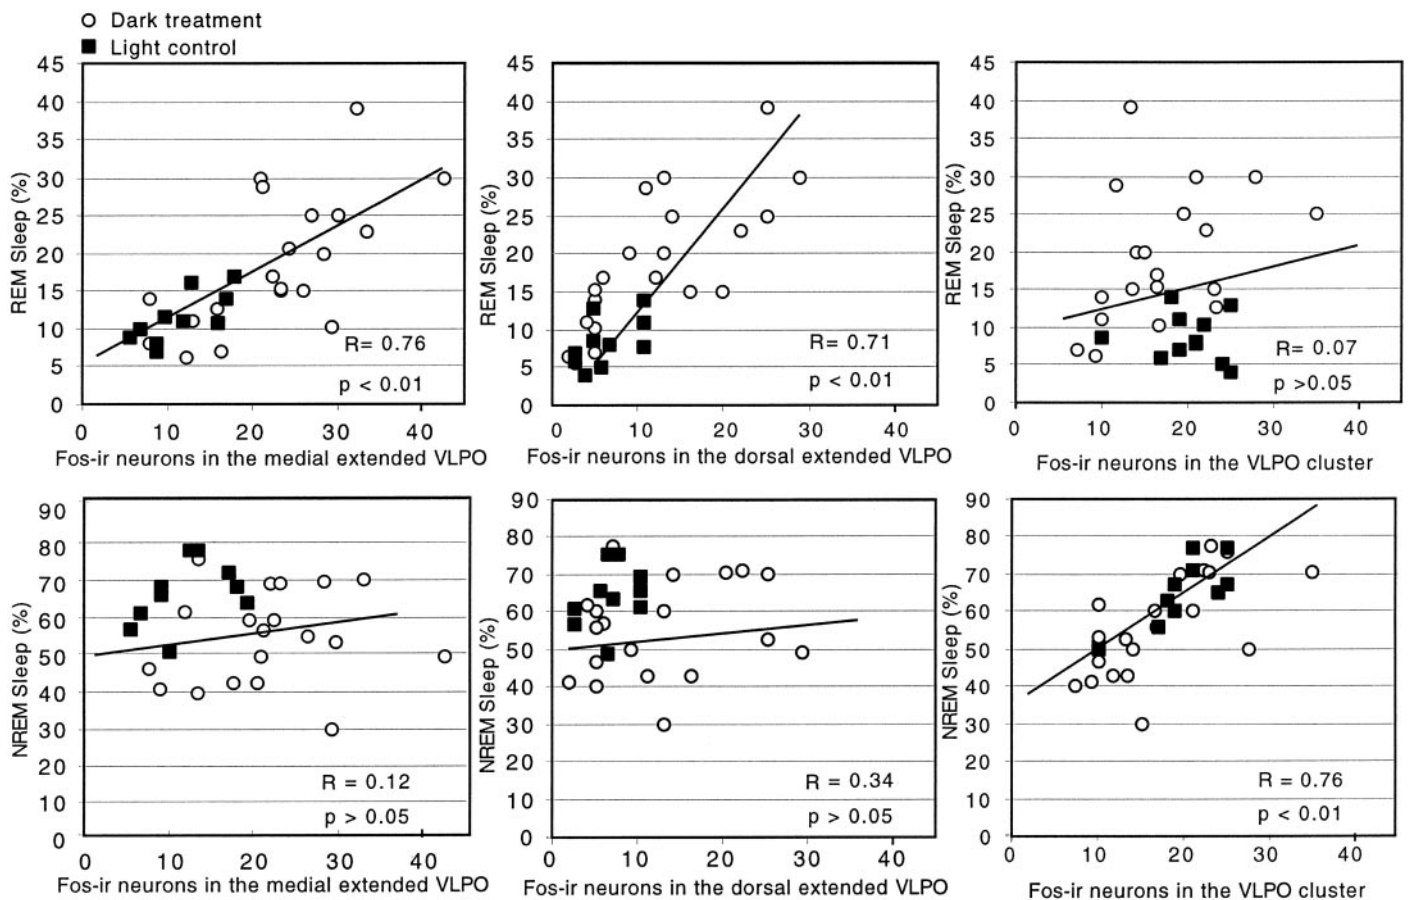 Dark treatment
Light control
REM Sleep (%)
45
40
35
30
25
20
15
10
5
0
R= 0.76
p < 0.01
0 10 20 30 40
Fos-ir neurons in the medial extended VLPO
REM Sleep (%)
45
40
35
30
25
20
15
10
5
0
R= 0.71
p < 0.01
0 10 20 30 40
Fos-ir neurons in the dorsal extended VLPO
REM Sleep (%)
45
40
35
30
25
20
15
10
5
0
R= 0.07
p >0.05
0 10 20 30 40
Fos-ir neurons in the VLPO cluster
NREM Sleep (%)
90
80
70
60
50
40
30
20
10
0
R = 0.12
p > 0.05
0 10 20 30 40
Fos-ir neurons in the medial extended VLPO
NREM Sleep (%)
90
80
70
60
50
40
30
20
10
0
R = 0.34
p > 0.05
0 10 20 30 40
Fos-ir neurons in the dorsal extended VLPO
NREM Sleep (%)
90
80
70
60
50
40
30
20
10
0
R = 0.76
p < 0.01
0 10 20 30 40
Fos-ir neurons in the VLPO cluster